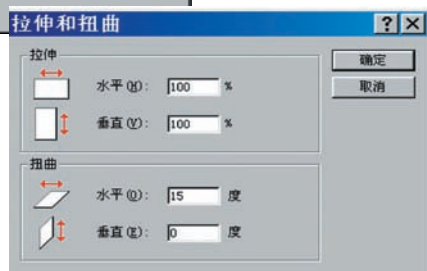 拉伸和扭曲
拉伸
水平(H): 100 %
垂直(V): 100 %
扭曲
水平(O): 15 度
垂直(E): 0 度
确定
取消